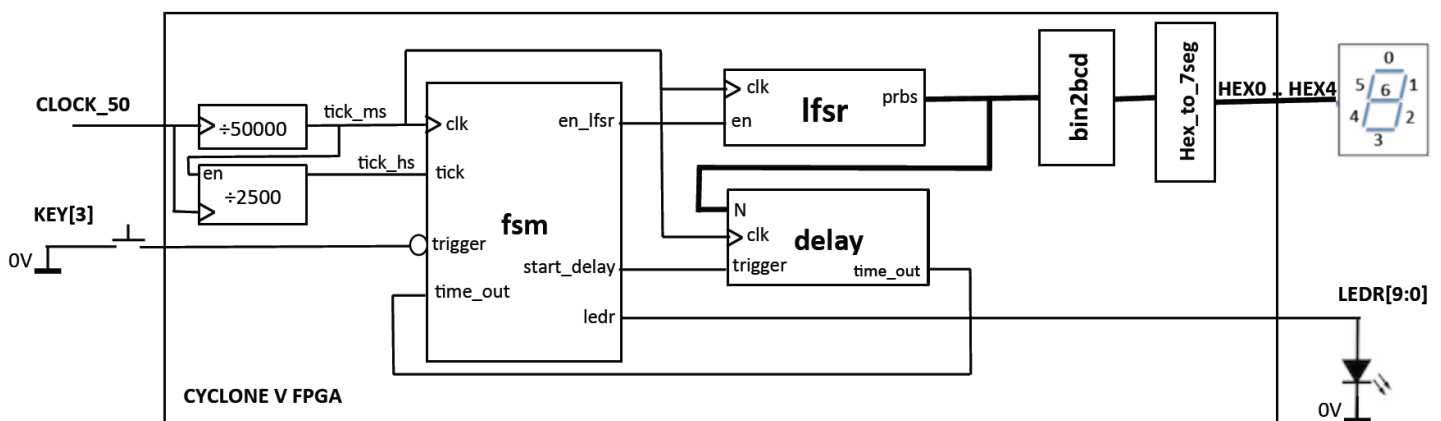 CLOCK_50
÷50000
tick_ms
en
÷2500
tick_hs
KEY[3]
0V
clk
tick
fsm
trigger
time_out
en_lfsr
start_delay
ledr
clk
lfsr
prbs
en
N
clk
delay
trigger
time_out
bin2bcd
Hex_to_7seg
HEX0 - HEX4
0
5
6
1
4
2
3
LEDR[9:0]
0V
CYCLONE V FPGA